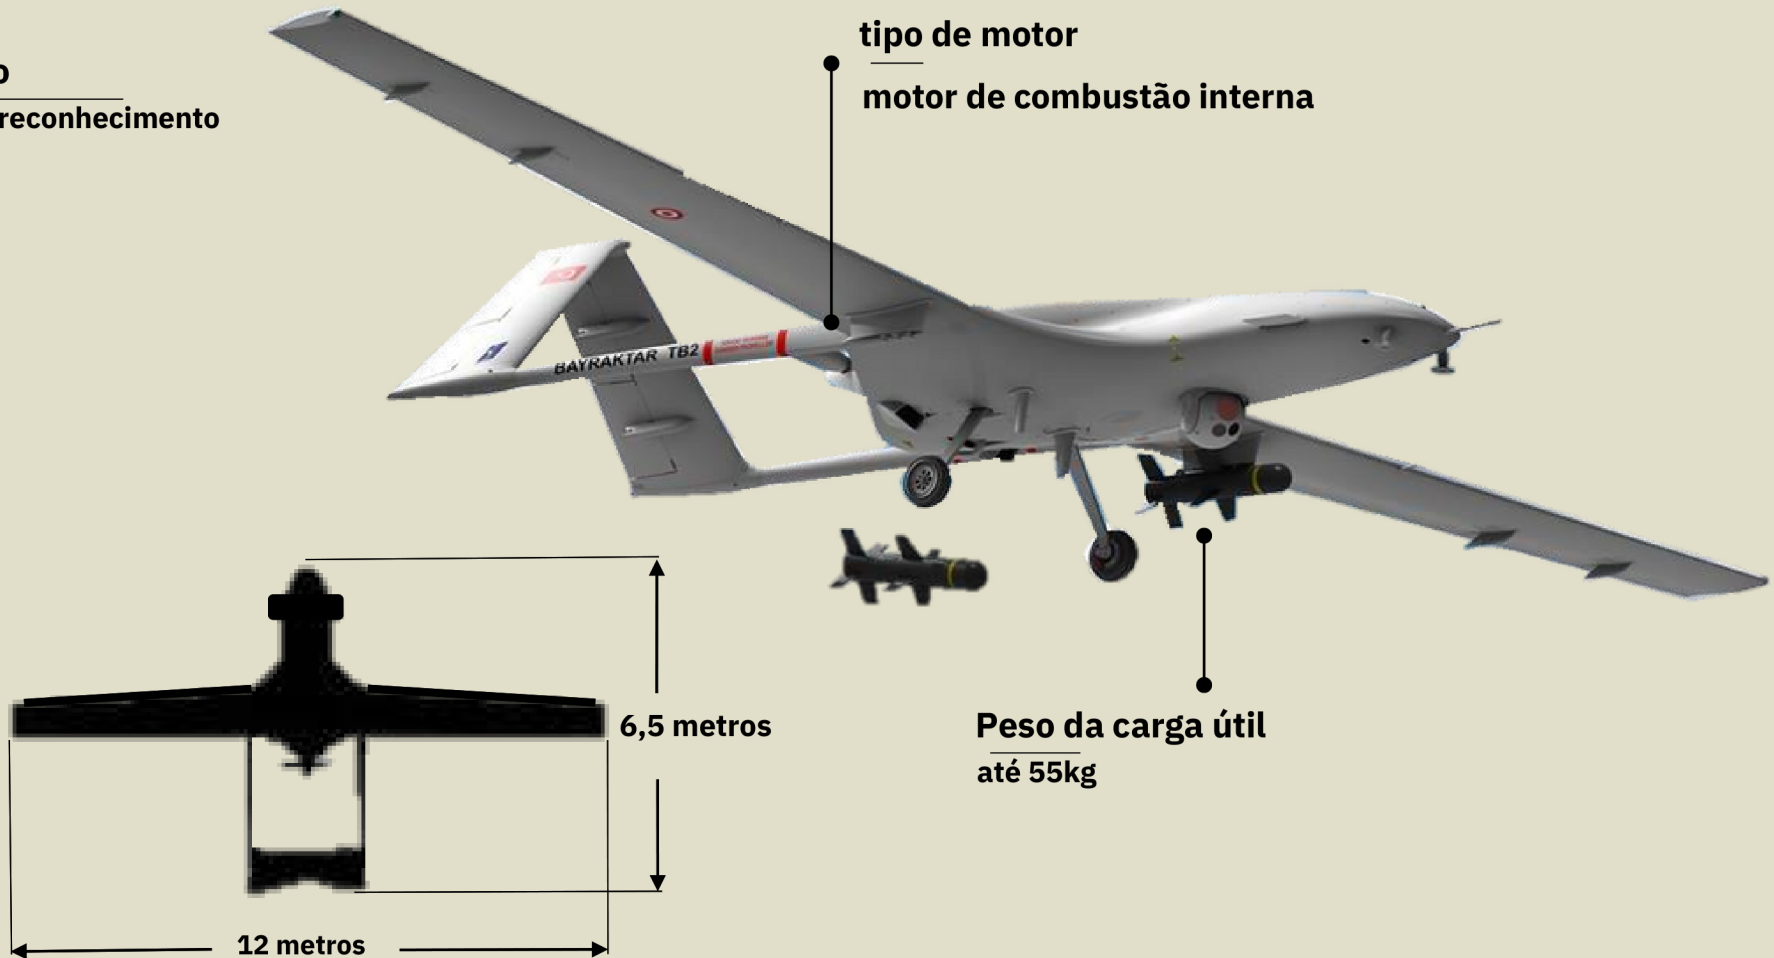 o
reconhecimento
tipo de motor
motor de combustão interna
BAYRAKTAR TB2
6,5 metros
Peso da carga útil
até 55kg
12 metros